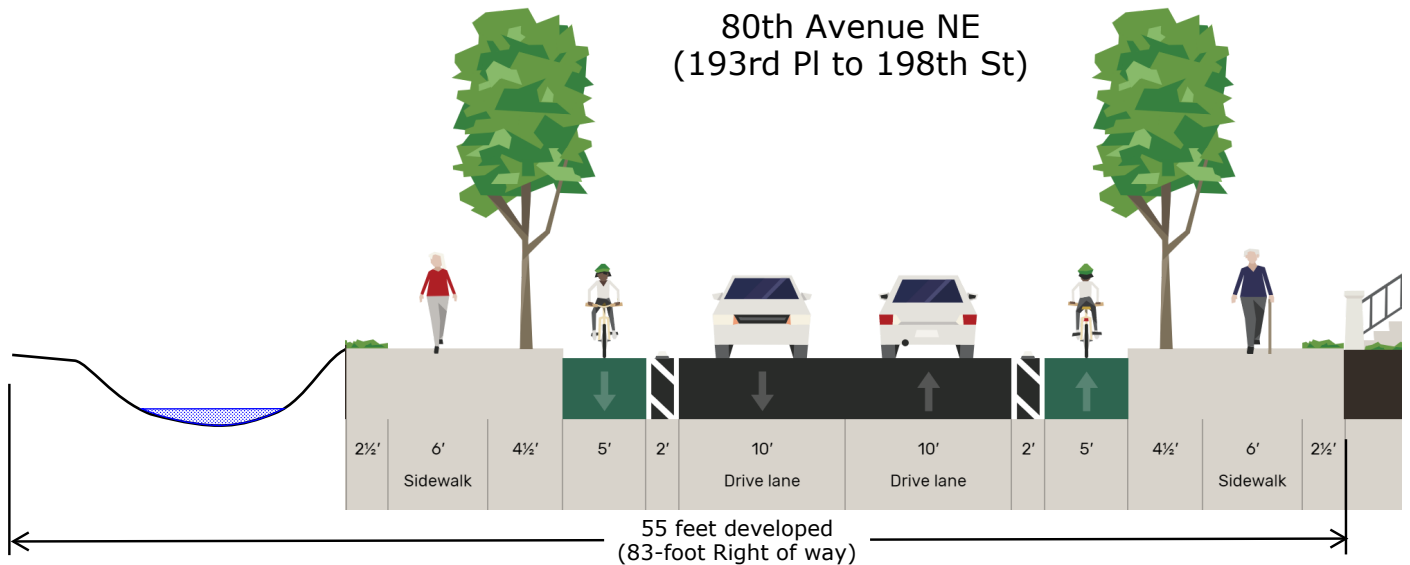 80th Avenue NE
(193rd Pl to 198th St)
2½’ 6’ 4½’ 5’ 2’ 10’ 10’ 2’ 5’ 4½’ 6’ 2½’
Sidewalk Drive lane Drive lane Sidewalk
55 feet developed
(83-foot Right of way)